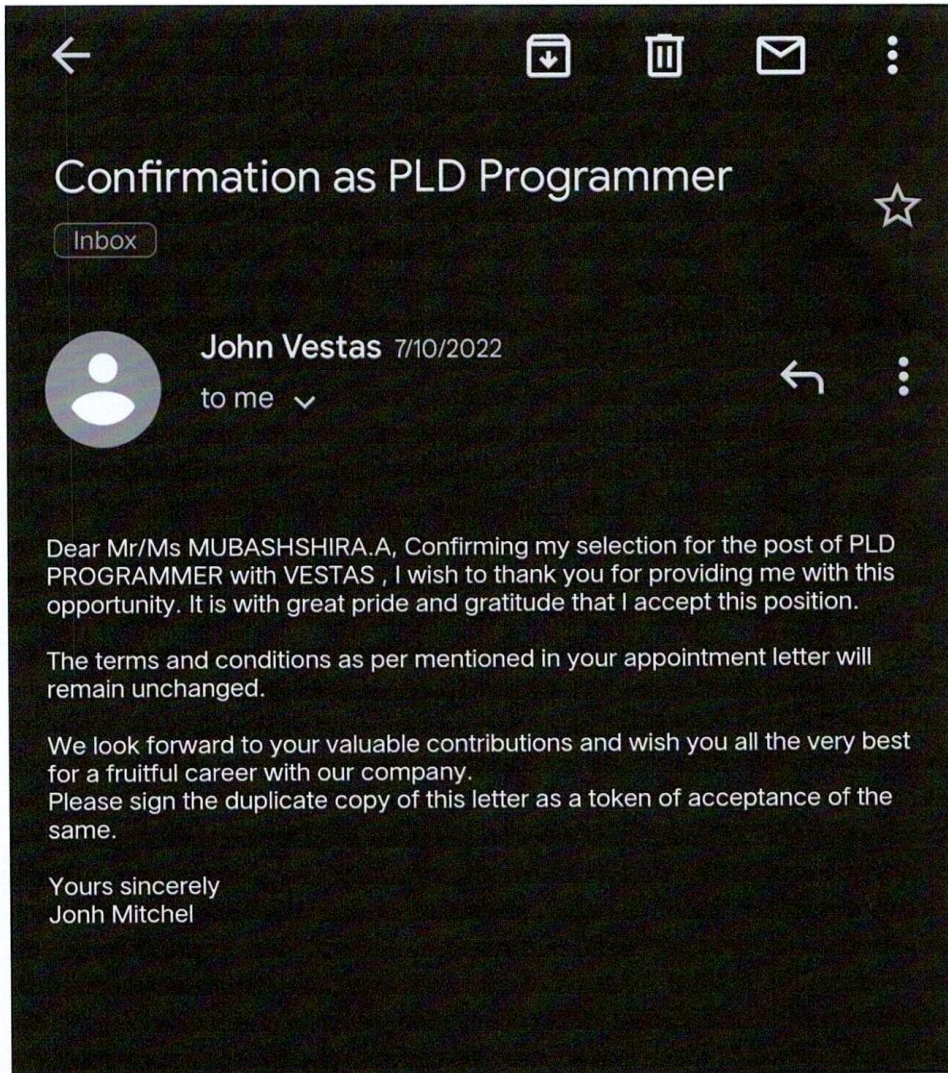 Confirmation as PLD Programmer
Inbox
John Vestas 7/10/2022
to me
Dear Mr/Ms MUBASHSHIRA.A, Confirming my selection for the post of PLD
PROGRAMMER with VESTAS , I wish to thank you for providing me with this
opportunity. It is with great pride and gratitude that I accept this position.
The terms and conditions as per mentioned in your appointment letter will
remain unchanged.
We look forward to your valuable contributions and wish you all the very best
for a fruitful career with our company.
Please sign the duplicate copy of this letter as a token of acceptance of the
same.
Yours sincerely
Jonh Mitchel